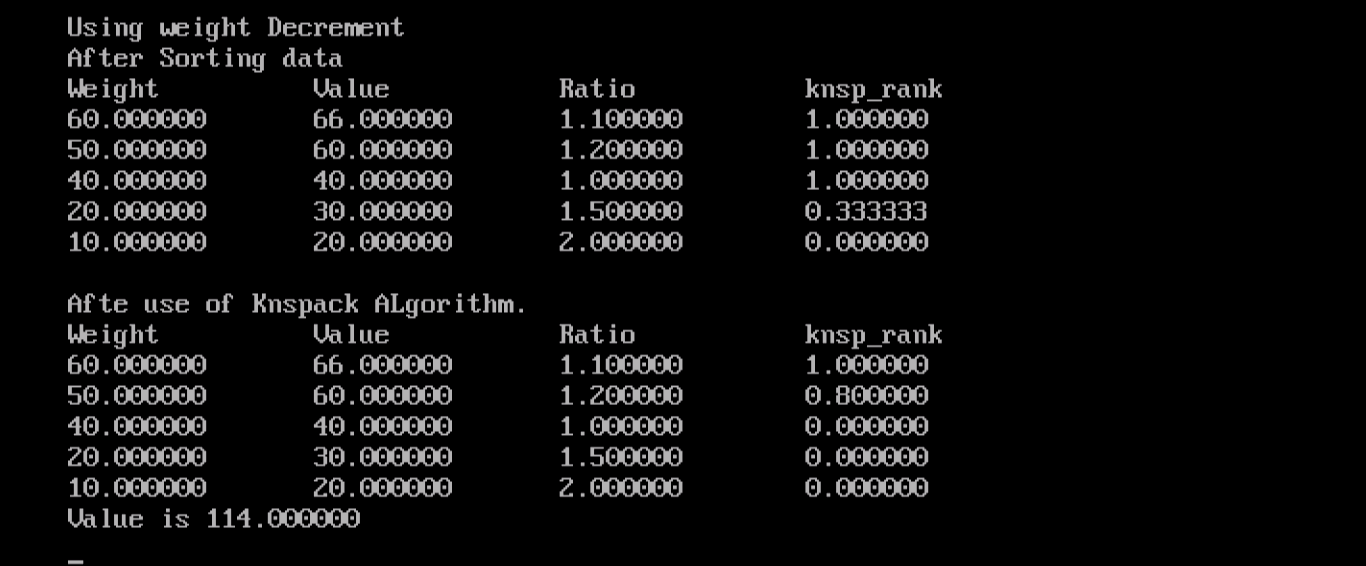 Using weight Decrement
After Sorting data
Weight Value Ratio knsp_rank
60.000000 66.000000 1.100000 1.000000
50.000000 60.000000 1.200000 1.000000
40.000000 40.000000 1.000000 1.000000
20.000000 30.000000 1.500000 0.333333
10.000000 20.000000 2.000000 0.000000
Afte use of Knspack ALgorithm.
Weight Value Ratio knsp_rank
60.000000 66.000000 1.100000 1.000000
50.000000 60.000000 1.200000 0.800000
40.000000 40.000000 1.000000 0.000000
20.000000 30.000000 1.500000 0.000000
10.000000 20.000000 2.000000 0.000000
Value is 114.000000